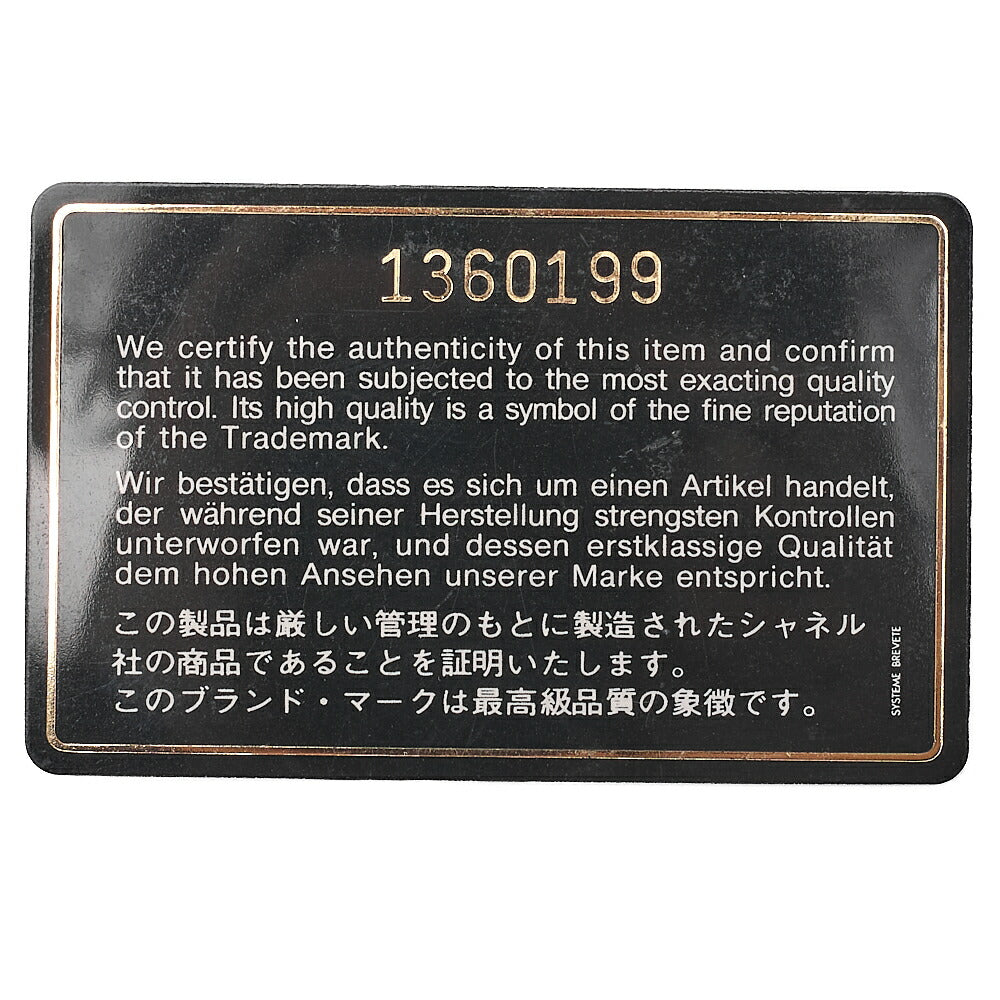 1360199
We certify the authenticity of this item and confirm
that it has been subjected to the most exacting quality
control. Its high quality is a symbol of the fine reputation
of the Trademark.
Wir bestätigen, dass es sich um einen Artikel handelt,
der während seiner Herstellung strengsten Kontrollen
unterworfen war, und dessen erstklassige Qualität
dem hohen Ansehen unserer Marke entspricht.
この製品は厳しい管理のもとに製造されたシャネル
社の商品であることを証明いたします。
このブランド・マークは最高級品質の象徴です。
SYSTEME BREVETE